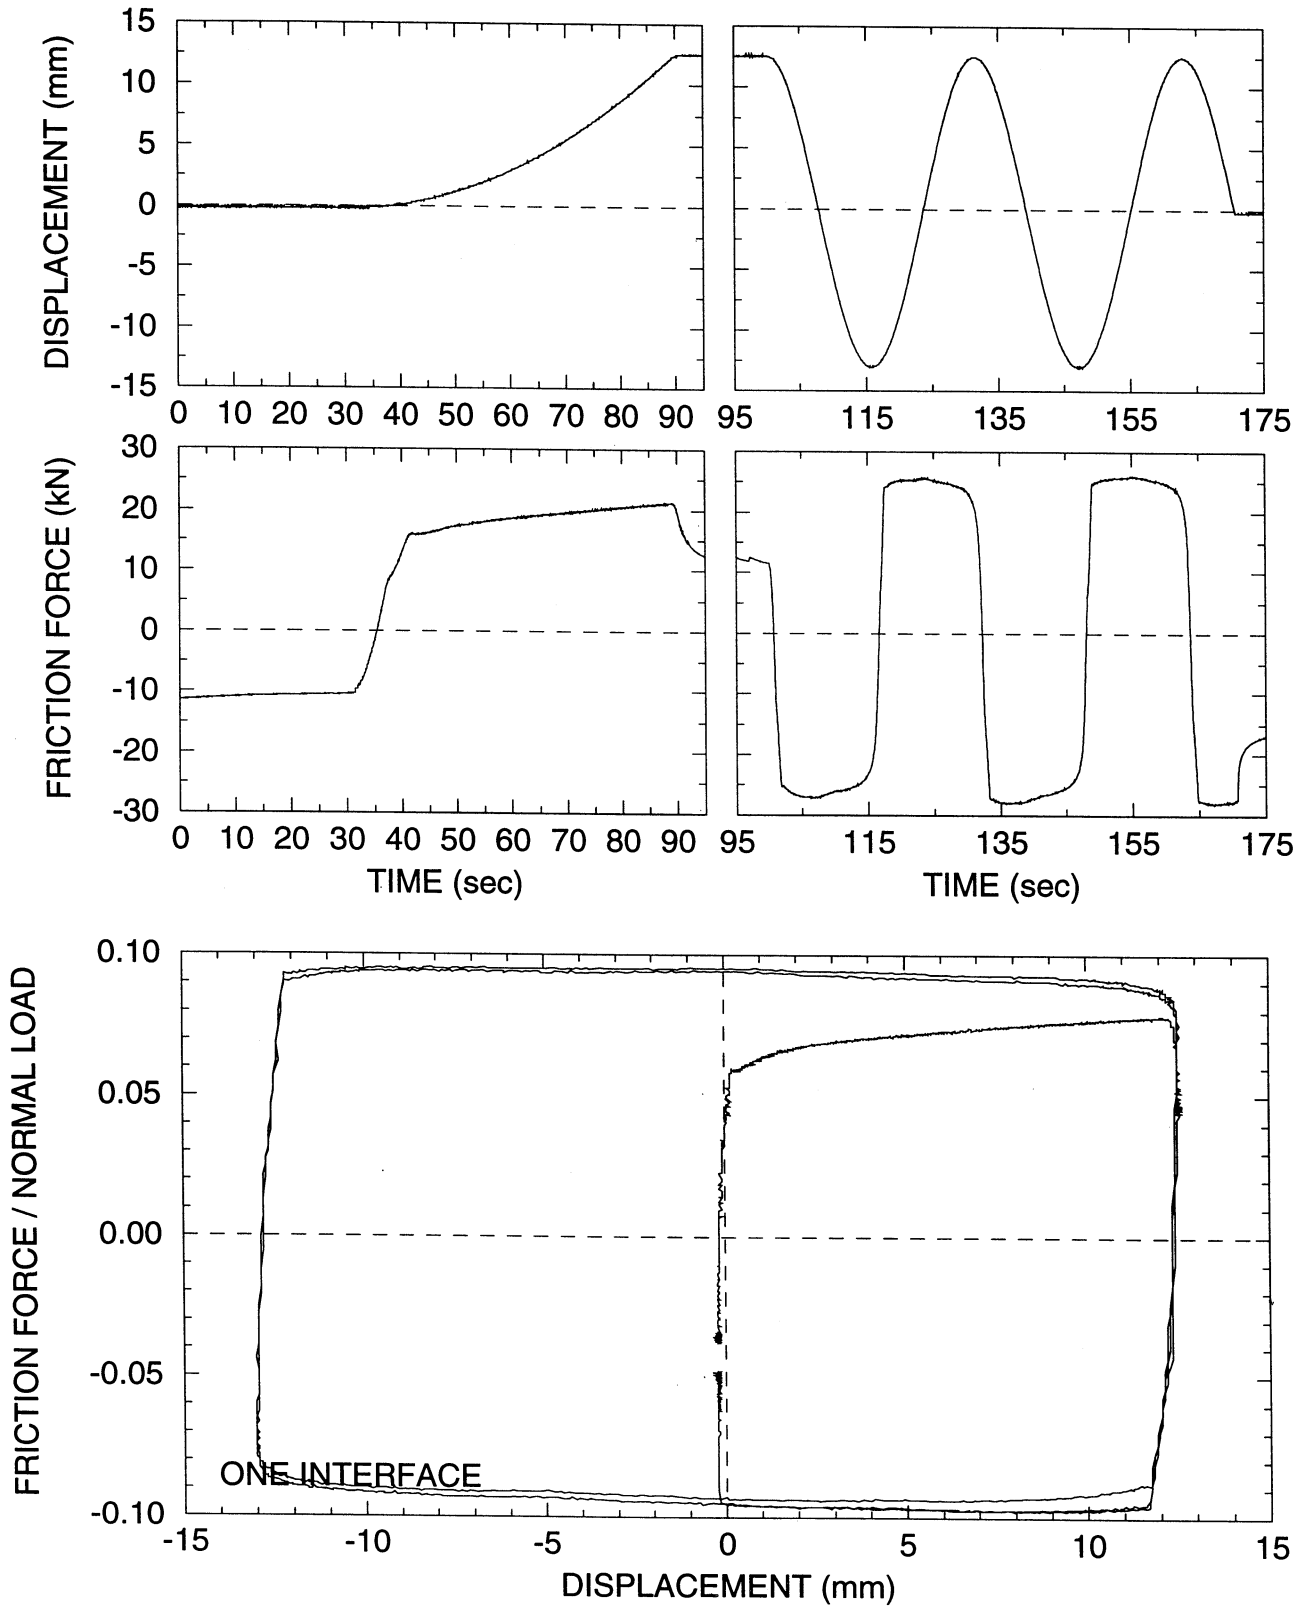 DISPLACEMENT (mm)
15
10
5
0
-5
-10
-15
0 10 20 30 40 50 60 70 80 90
95 115 135 155 175
FRICTION FORCE (kN)
30
20
10
0
-10
-20
-30
0 10 20 30 40 50 60 70 80 90
95 115 135 155 175
TIME (sec)
TIME (sec)
FRICTION FORCE / NORMAL LOAD
0.10
0.05
0.00
-0.05
-0.10
ONE INTERFACE
-15 -10 -5 0 5 10 15
DISPLACEMENT (mm)